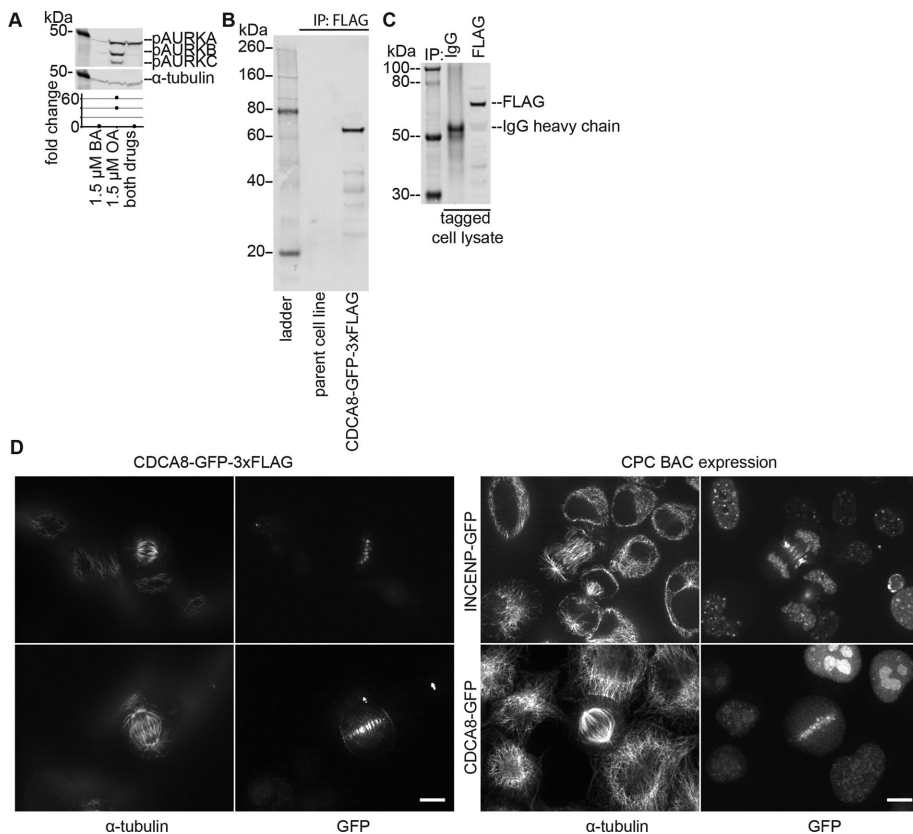 A
kDa
50-
--pAURKA
--pAURKB
--pAURKC
50-
--α-tubulin
fold change
60
0
1.5 µM BA
1.5 µM OA
both drugs
B
IP: FLAG
kDa
260-
160-
80-
60-
40-
20-
ladder
parent cell line
CDCA8-GFP-3xFLAG
C
kDa
IP:
IgG
FLAG
100--
80--
50--
30--
--FLAG
--IgG heavy chain
tagged
cell lysate
D
CDCA8-GFP-3xFLAG
CPC BAC expression
INCENP-GFP
CDCA8-GFP
α-tubulin
GFP
α-tubulin
GFP